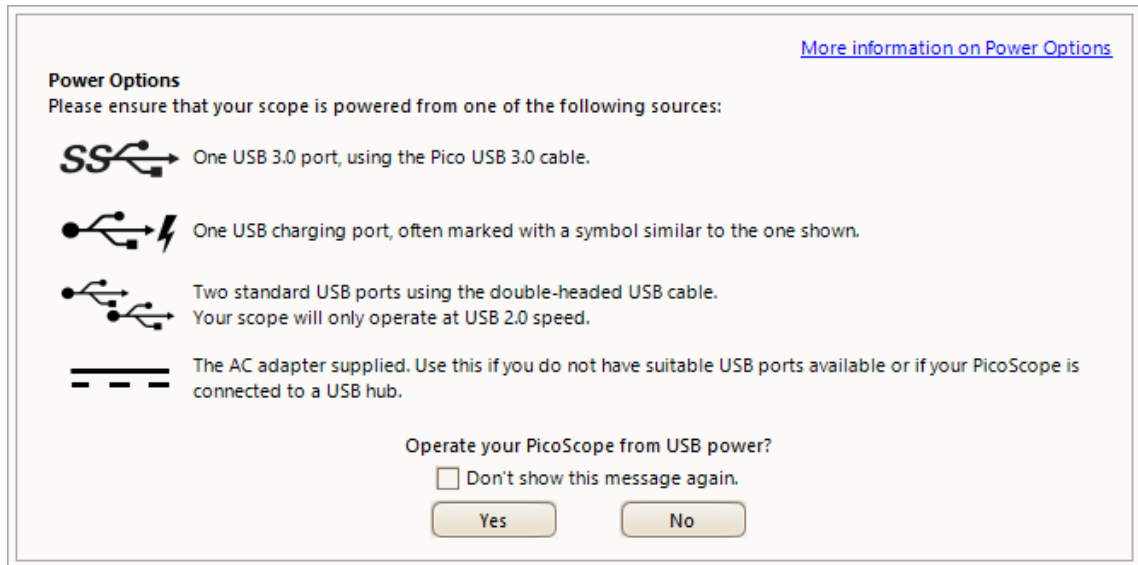 More information on Power Options
Power Options
Please ensure that your scope is powered from one of the following sources:
SS
One USB 3.0 port, using the Pico USB 3.0 cable.
One USB charging port, often marked with a symbol similar to the one shown.
Two standard USB ports using the double-headed USB cable.
Your scope will only operate at USB 2.0 speed.
The AC adapter supplied. Use this if you do not have suitable USB ports available or if your PicoScope is
connected to a USB hub.
Operate your PicoScope from USB power?
Don't show this message again.
Yes
No